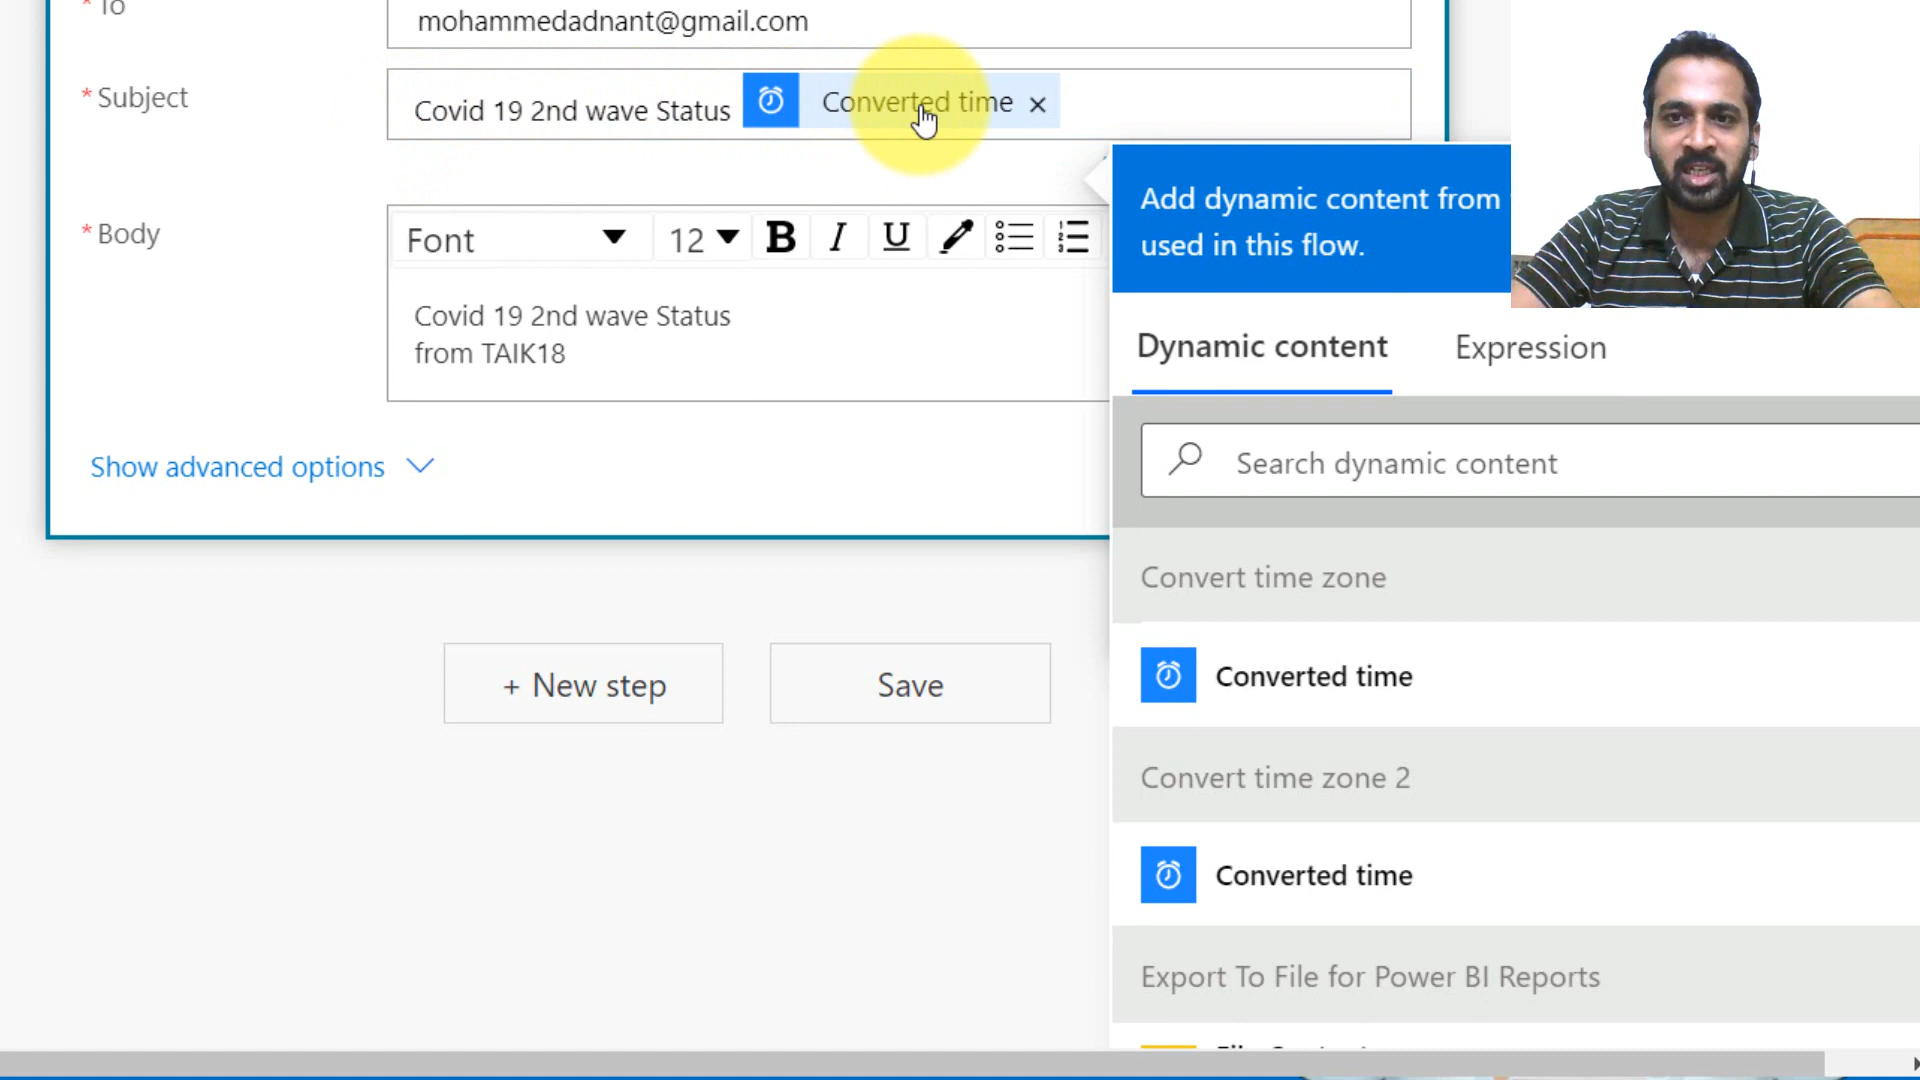 * To
mohammedadnant@gmail.com
* Subject
Covid 19 2nd wave Status Converted time ×
Add dynamic content from
used in this flow.
* Body
Font 12 B I U
Covid 19 2nd wave Status
from TAIK18
Dynamic content Expression
Search dynamic content
Show advanced options
Convert time zone
Converted time
+ New step Save
Convert time zone 2
Converted time
Export To File for Power BI Reports